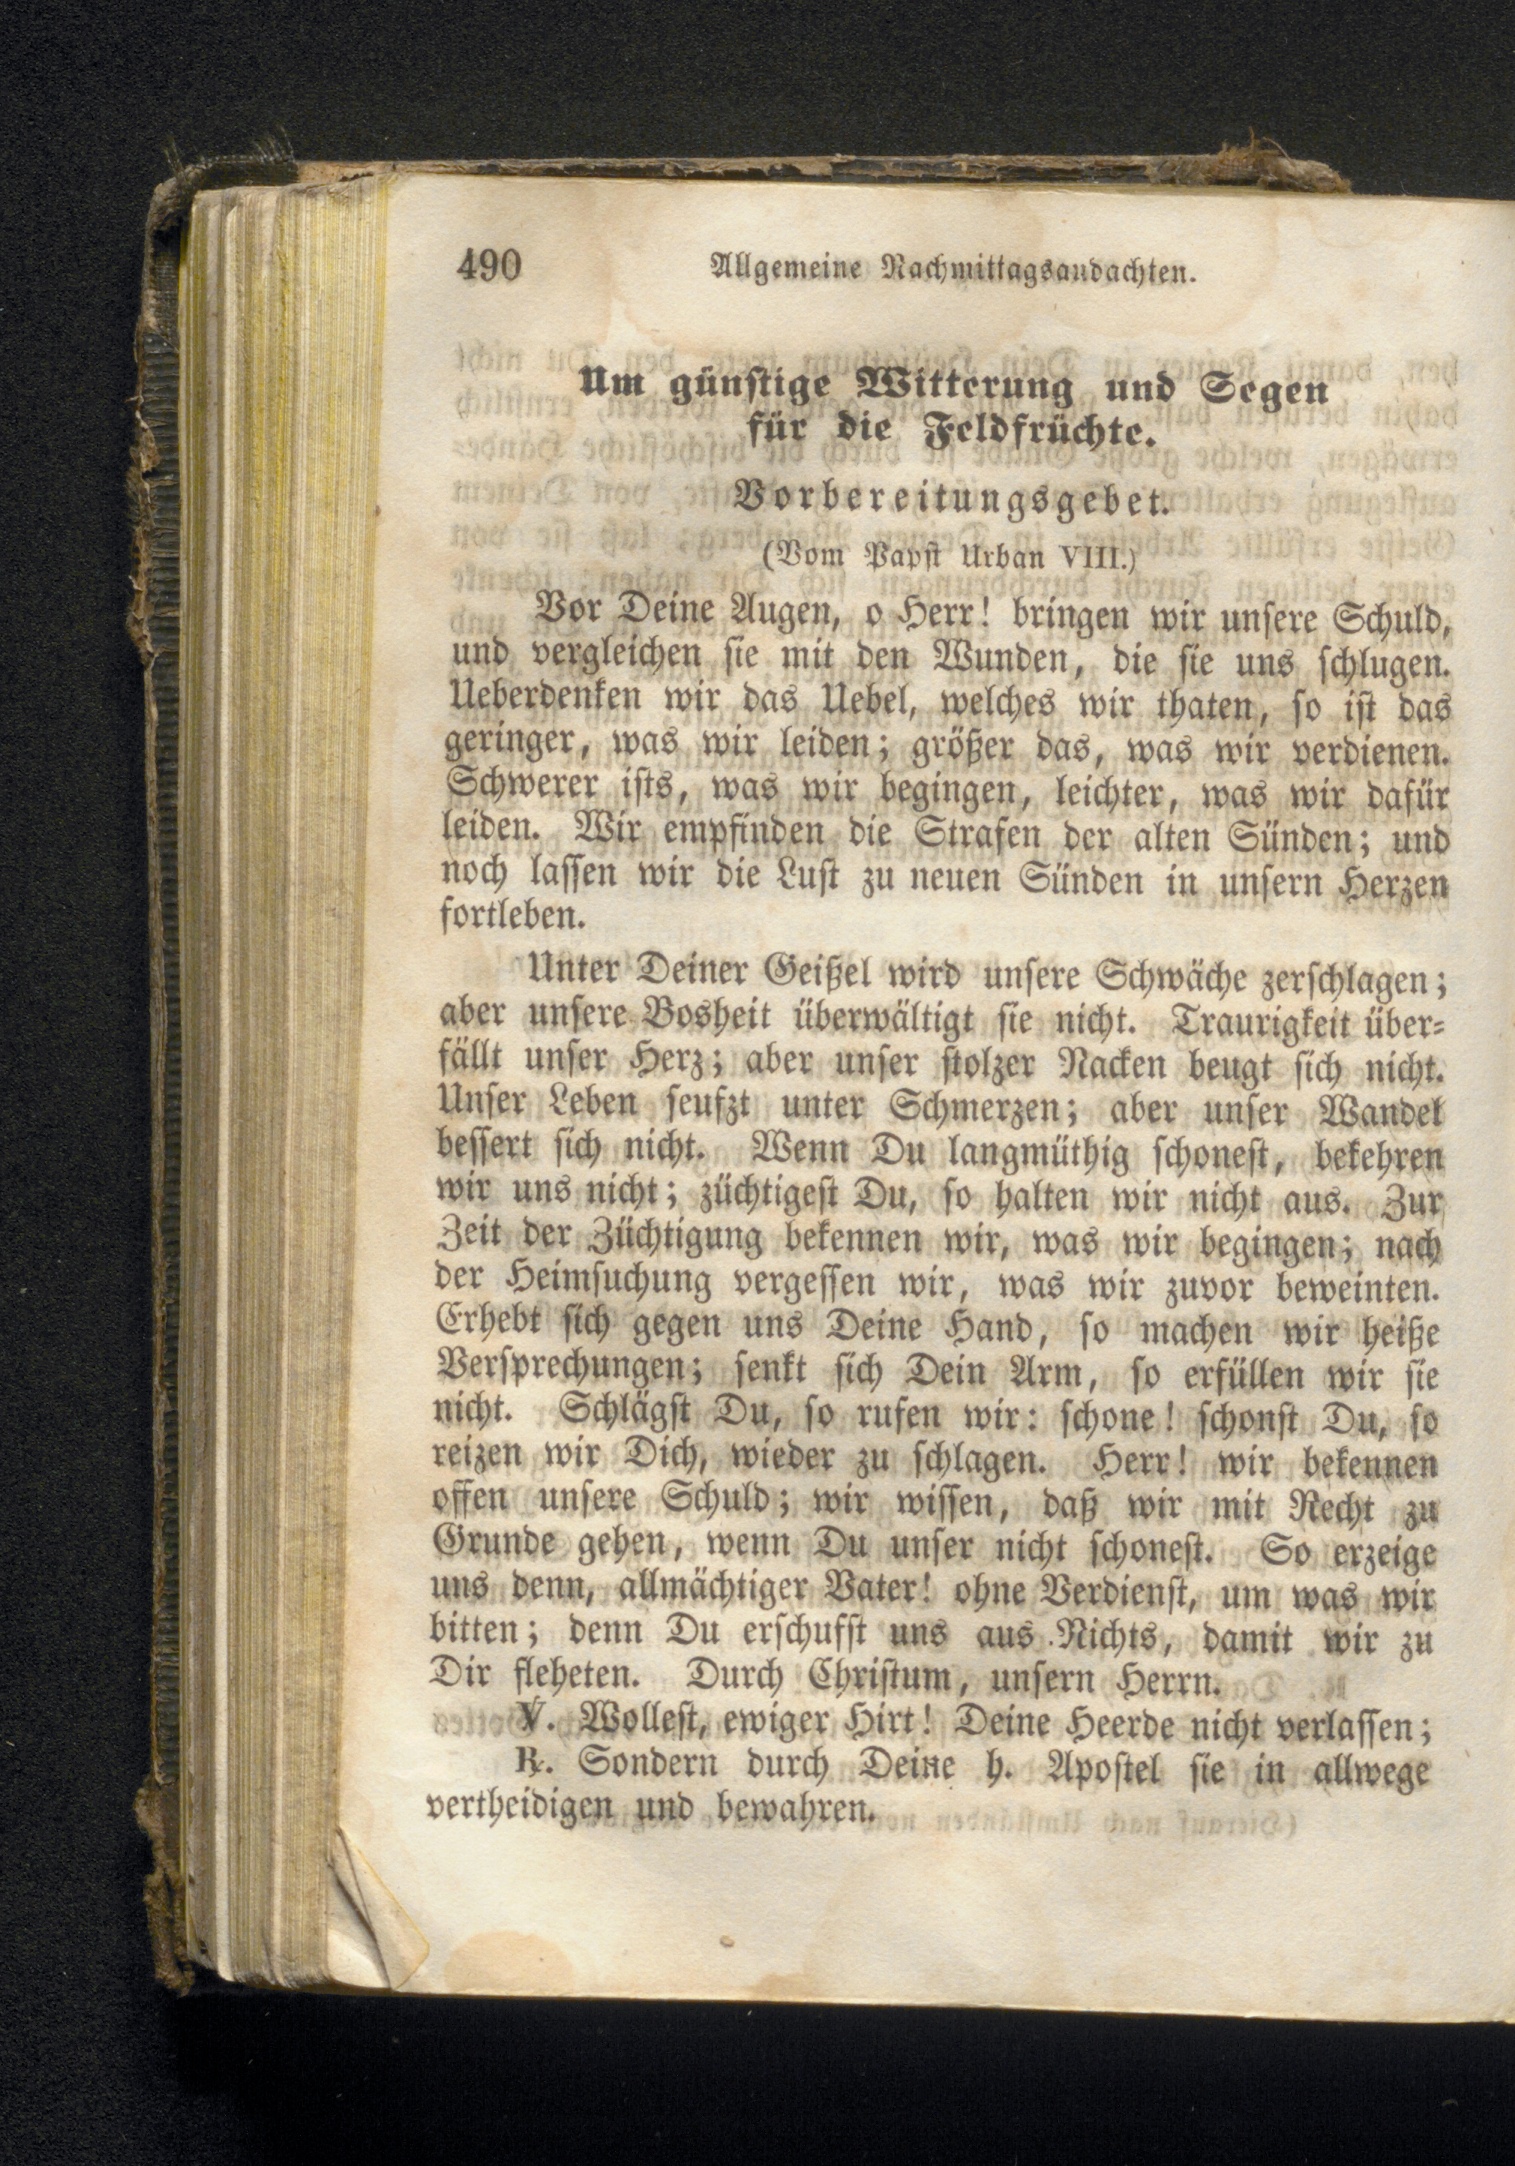 490 Allgemeine Nachmittagsandachten.
Um günstige Witterung und Segen
für die Feldfrüchte.
Vorbereitungsgebet.
(Vom Papst Urban VIII.)
Vor Deine Augen, o Herr! bringen wir unsere Schuld,
und vergleichen sie mit den Wunden, die sie uns schlugen.
Ueberdenken wir das Uebel, welches wir thaten, so ist das
geringer, was wir leiden; größer das, was wir verdienen.
Schwerer ists, was wir begingen, leichter, was wir dafür
leiden. Wir empfinden die Strafen der alten Sünden; und
noch lassen wir die Lust zu neuen Sünden in unsern Herzen
fortleben.
Unter Deiner Geißel wird unsere Schwäche zerschlagen;
aber unsere Bosheit überwältigt sie nicht. Traurigkeit über-
fällt unser Herz; aber unser stolzer Nacken beugt sich nicht.
Unser Leben seufzt unter Schmerzen; aber unser Wandel
bessert sich nicht. Wenn Du langmüthig schonest, bekehren
wir uns nicht; züchtigest Du, so halten wir nicht aus. Zur
Zeit der Züchtigung bekennen wir, was wir begingen; nach
der Heimsuchung vergessen wir, was wir zuvor beweinten.
Erhebt sich gegen uns Deine Hand, so machen wir heiße
Versprechungen; senkt sich Dein Arm, so erfüllen wir sie
nicht. Schlägst Du, so rufen wir: schone! schonst Du, so
reizen wir Dich, wieder zu schlagen. Herr! wir bekennen
offen unsere Schuld; wir wissen, daß wir mit Recht zu
Grunde gehen, wenn Du unser nicht schonest. So erzeige
uns denn, allmächtiger Vater! ohne Verdienst, um was wir
bitten; denn Du erschufst uns aus Nichts, damit wir zu
Dir fleheten. Durch Christum, unsern Herrn.
℣. Wollest, ewiger Hirt! Deine Heerde nicht verlassen;
℟. Sondern durch Deine h. Apostel sie in allwege
vertheidigen und bewahren.